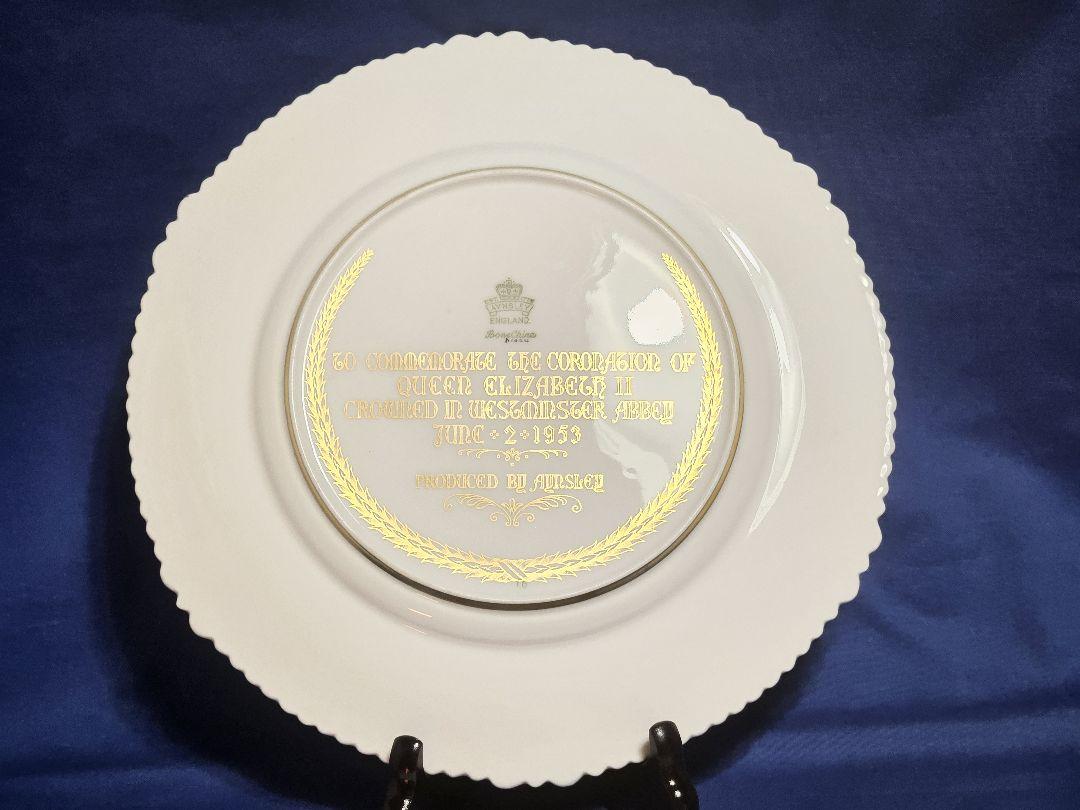 AYNSLEY
ENGLAND
Bone China
TO COMMEMORATE THE CORONATION OF
QUEEN ELIZABETH II
CROWNED IN WESTMINSTER ABBEY
JUNE · 2 · 1953
PRODUCED BY AYNSLEY